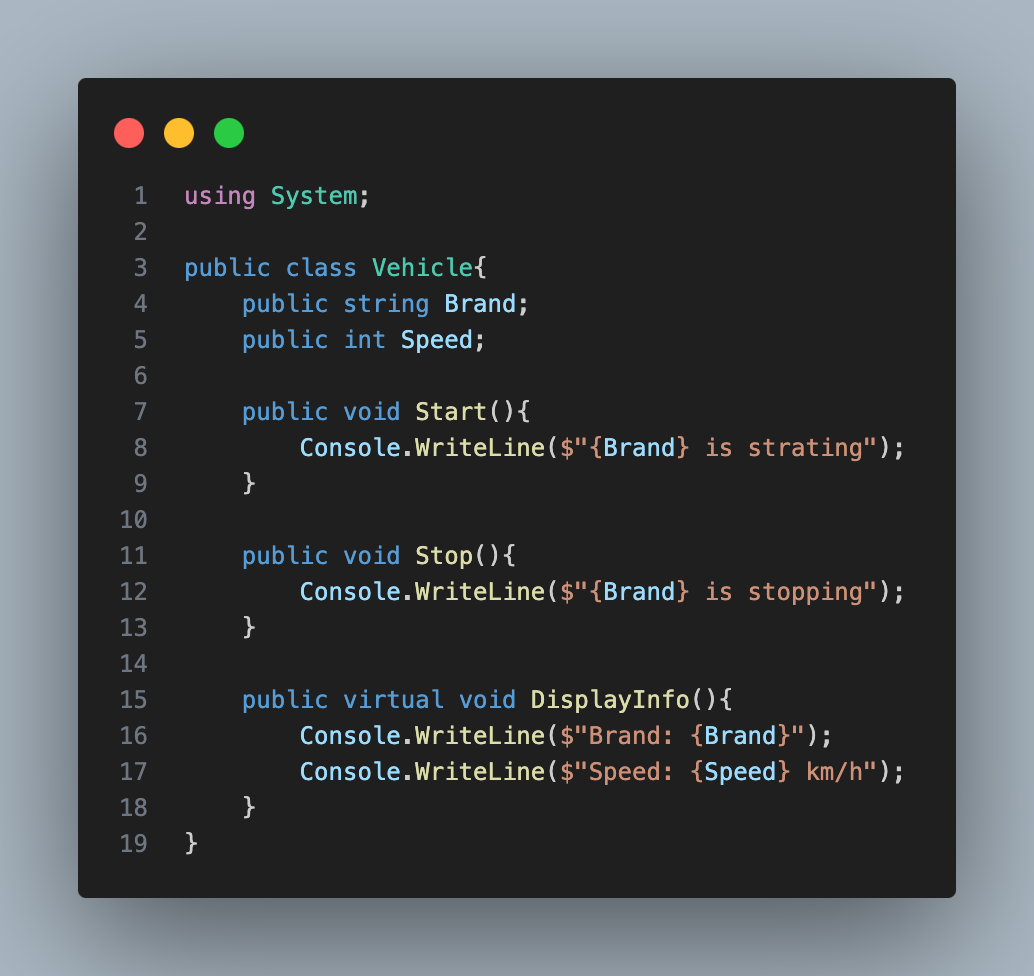 1 using System;
2
3 public class Vehicle{
4     public string Brand;
5     public int Speed;
6
7     public void Start(){
8         Console.WriteLine($"{Brand} is strating");
9     }
10
11     public void Stop(){
12         Console.WriteLine($"{Brand} is stopping");
13     }
14
15     public virtual void DisplayInfo(){
16         Console.WriteLine($"Brand: {Brand}");
17         Console.WriteLine($"Speed: {Speed} km/h");
18     }
19 }